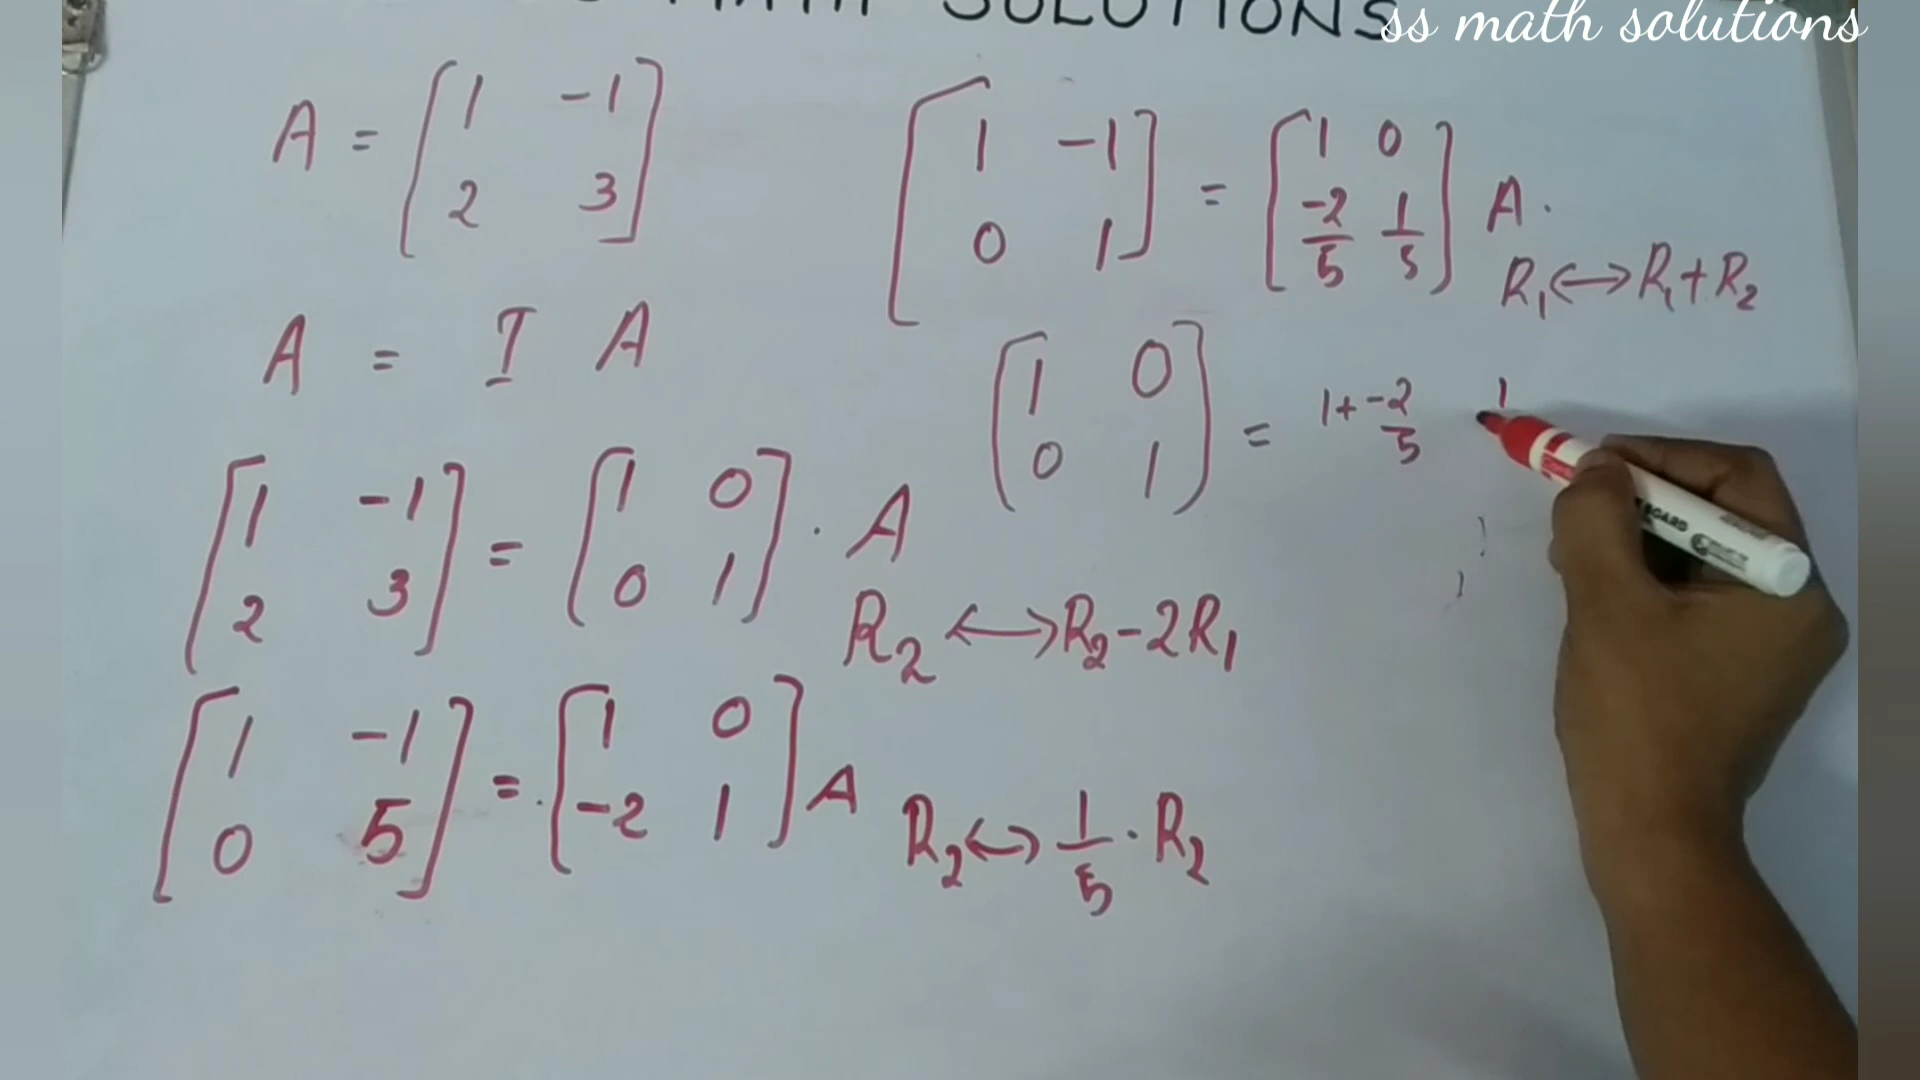 SOLUTIONS
ss math solutions
A = [1 -1
2 3]
A = I A
[1 -1
2 3] = [1 0
0 1] . A
R₂ ↔ R₂-2R₁
[1 -1
0 5] = [1 0
-2 1] A
R₂ ↔ 1/5 · R₂
[1 -1
0 1] = [1 0
-2/5 1/5] A.
R₁ ↔ R₁+R₂
[1 0
0 1] = 1+ -2/5 1
BOARD